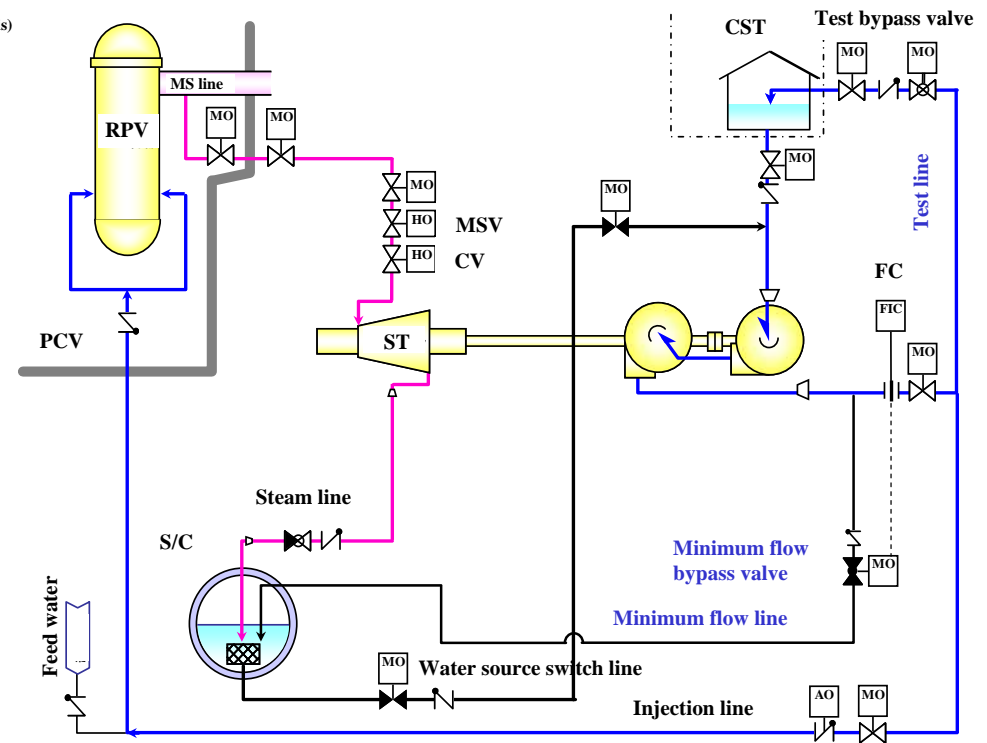 s)
CST
Test bypass valve
MO
MO
MS line
MO
MO
RPV
MO
MO
MO
Test line
HO
MSV
HO
CV
FC
FIC
PCV
ST
MO
Steam line
S/C
Minimum flow
bypass valve
MO
Feed water
Minimum flow line
MO
Water source switch line
Injection line
AO
MO